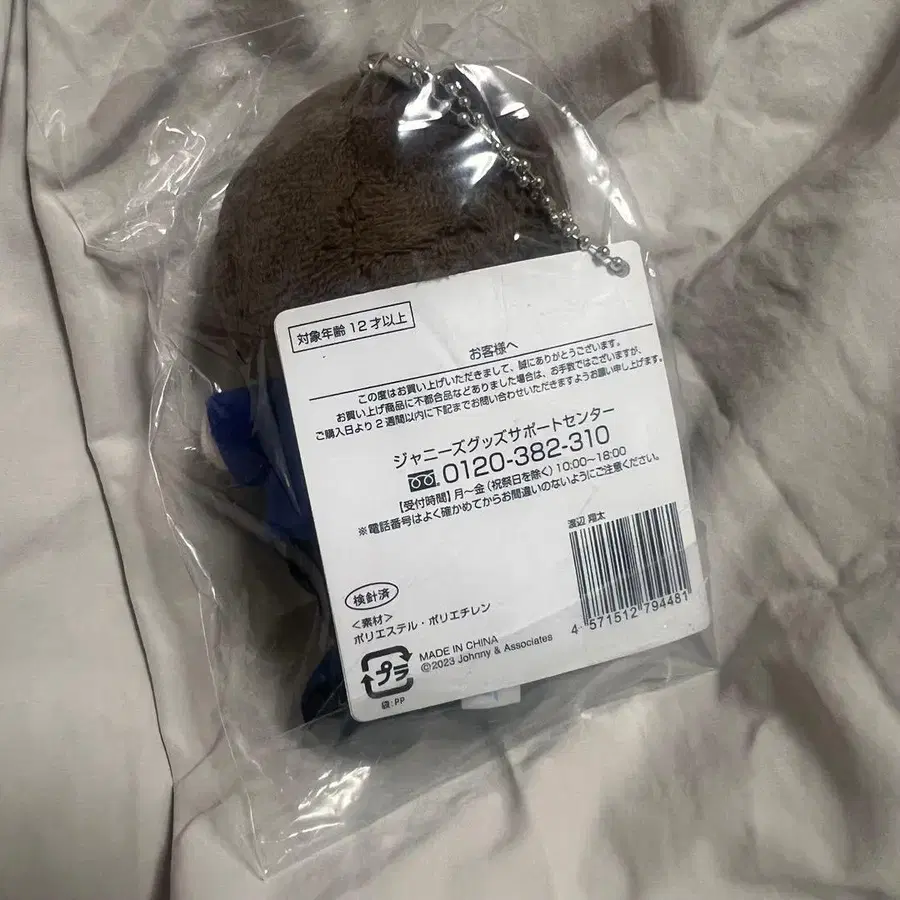 対象年齢12才以上
お客様へ
この度はお買い上げいただきまして、誠にありがとうございます。
お買い上げ商品に不都合品などありました場合は、お手数ではございますが、
ご購入日より2週間以内に下記までお問い合わせいただきますようお願い申し上げます。
ジャニーズグッズサポートセンター
0120-382-310
【受付時間】月〜金(祝祭日を除く)10:00〜18:00
※電話番号はよく確かめてからお間違いのないようにご注意ください。
渡辺 翔太
4 571512 794481
検針済
<素材>
ポリエステル・ポリエチレン
プラ
袋:PP
MADE IN CHINA
©2023 Johnny & Associates